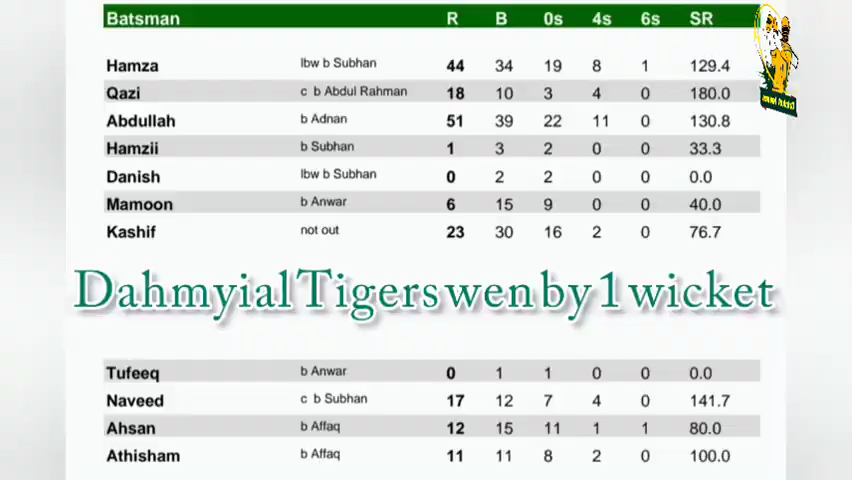 Batsman R B 0s 4s 6s SR
Hamza lbw b Subhan 44 34 19 8 1 129.4
Qazi c b Abdul Rahman 18 10 3 4 0 180.0
Abdullah b Adnan 51 39 22 11 0 130.8
Hamzii b Subhan 1 3 2 0 0 33.3
Danish lbw b Subhan 0 2 2 0 0 0.0
Mamoon b Anwar 6 15 9 0 0 40.0
Kashif not out 23 30 16 2 0 76.7
Dahmyial Tigers wen by 1 wicket
Tufeeq b Anwar 0 1 1 0 0 0.0
Naveed c b Subhan 17 12 7 4 0 141.7
Ahsan b Affaq 12 15 11 1 1 80.0
Athisham b Affaq 11 11 8 2 0 100.0